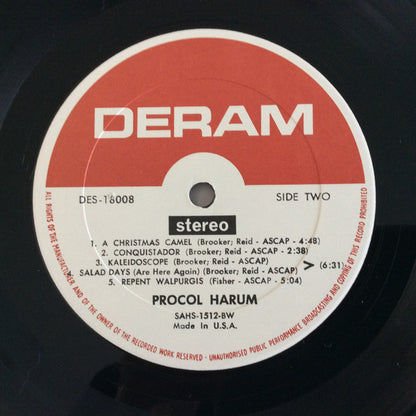 DERAM
DES-18008 SIDE TWO
stereo
1. A CHRISTMAS CAMEL (Brooker; Reid - ASCAP - 4:48)
2. CONQUISTADOR (Brooker; Reid - ASCAP - 2:38)
3. KALEIDOSCOPE (Brooker; Reid - ASCAP)
4. SALAD DAYS (Are Here Again) (Brooker; Reid - ASCAP) > (6:31)
5. REPENT WALPURGIS (Fisher - ASCAP - 5:04)
PROCOL HARUM
SAHS-1512-BW
Made in U.S.A.
ALL RIGHTS OF THE MANUFACTURER AND OF THE OWNER OF THE RECORDED WORK RESERVED - UNAUTHORISED PUBLIC PERFORMANCE BROADCASTING AND COPYING OF THIS RECORD PROHIBITED